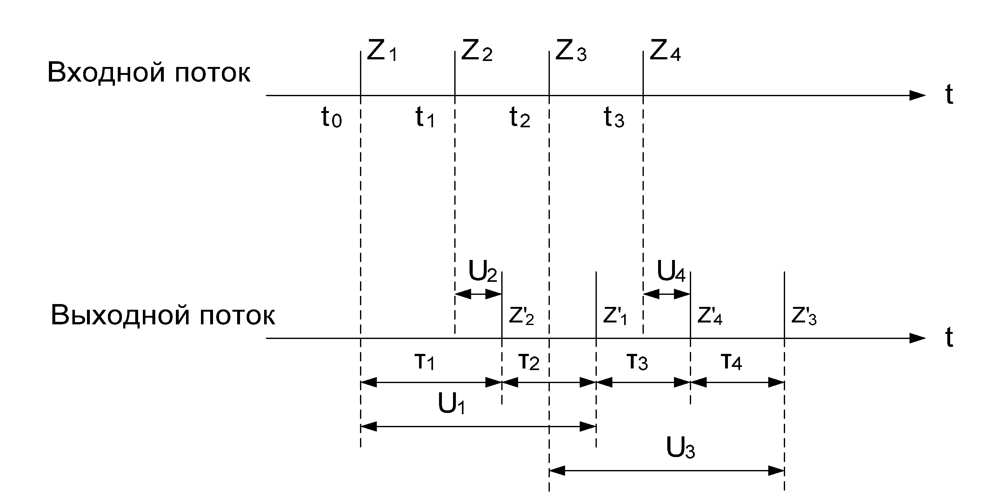 Z1 Z2 Z3 Z4
Входной поток
t
t0 t1 t2 t3
U2 U4
Выходной поток
z'2 z'1 z'4 z'3
t
τ1 τ2 τ3 τ4
U1
U3